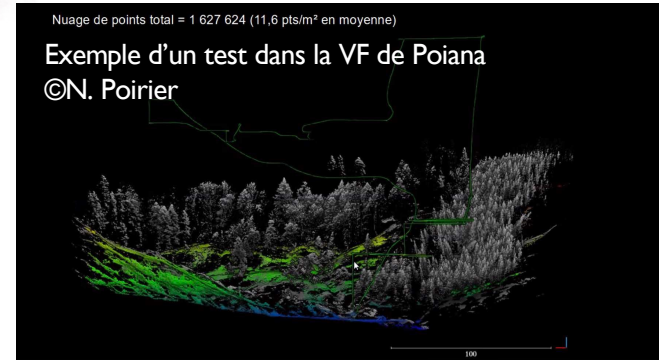 Nuage de points total = 1 627 624 (11,6 pts/m² en moyenne)
Exemple d’un test dans la VF de Poiana
©N. Poirier
100